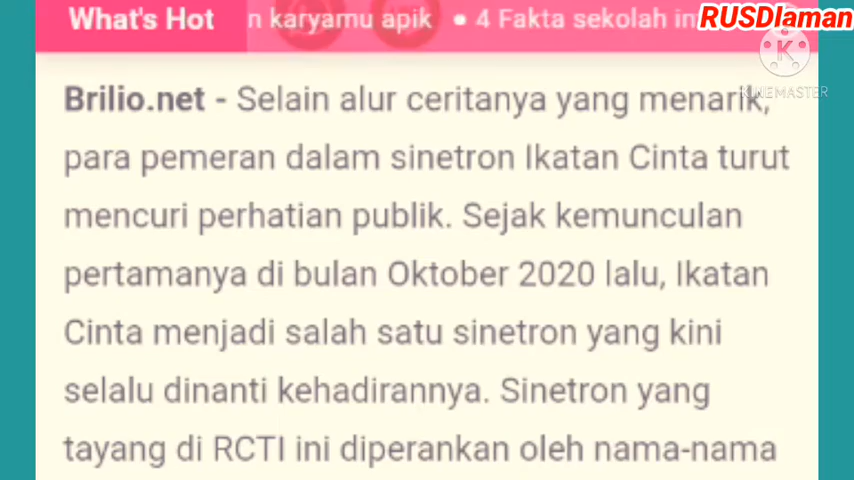 What's Hot n karyamu apik • 4 Fakta sekolah in
RUSDIaman
KINEMASTER
Brilio.net - Selain alur ceritanya yang menarik,
para pemeran dalam sinetron Ikatan Cinta turut
mencuri perhatian publik. Sejak kemunculan
pertamanya di bulan Oktober 2020 lalu, Ikatan
Cinta menjadi salah satu sinetron yang kini
selalu dinanti kehadirannya. Sinetron yang
tayang di RCTI ini diperankan oleh nama-nama